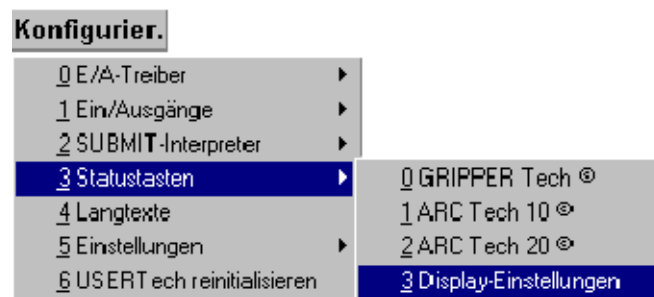 Konfigurier.
0 E/A-Treiber
1 Ein/Ausgänge
2 SUBMIT-Interpreter
3 Statustasten
4 Langtexte
5 Einstellungen
6 USERTech reinitialisieren
0 GRIPPER Tech ©
1 ARC Tech 10 ©
2 ARC Tech 20 ©
3 Display-Einstellungen